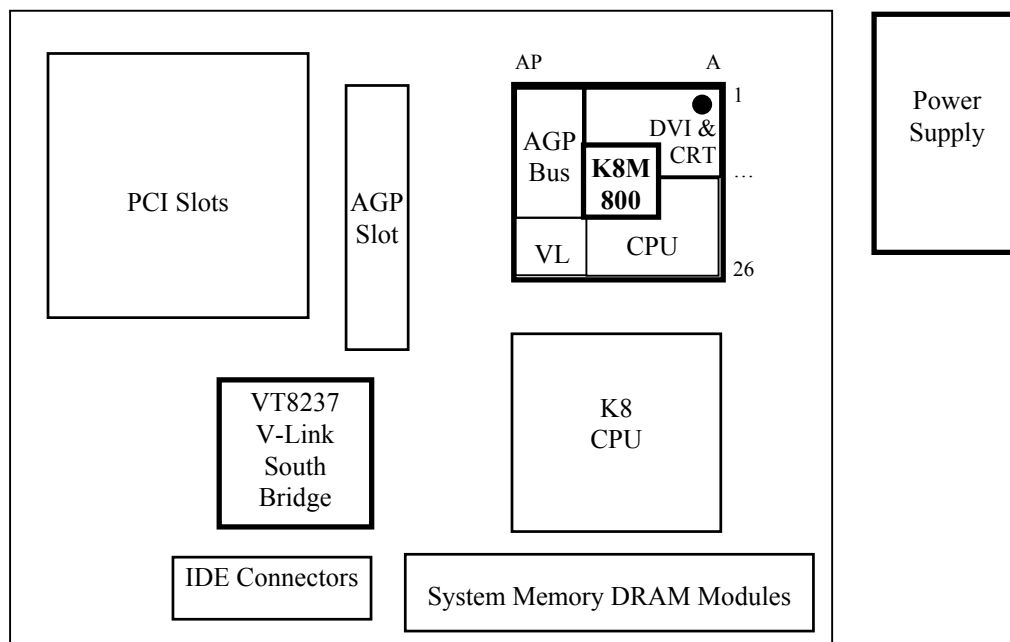 AP
A
1
DVI &
CRT
…
26
AGP
Bus
K8M
800
VL
CPU
Power
Supply
PCI Slots
AGP
Slot
VT8237
V-Link
South
Bridge
K8
CPU
IDE Connectors
System Memory DRAM Modules